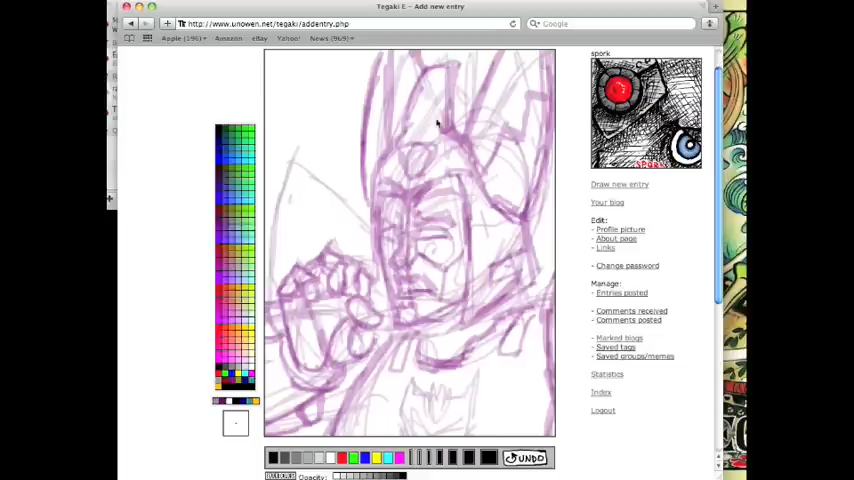 Tegaki E – Add new entry
http://www.unowen.net/tegaki/addentry.php
Google
Apple (196)▾ Amazon eBay Yahoo! News (969)▾
spork
SPORK
Draw new entry
Your blog
Edit:
- Profile picture
- About page
- Links
- Change password
Manage:
- Entries posted
- Comments received
- Comments posted
- Marked blogs
- Saved tags
- Saved groups/memes
Statistics
Index
Logout
UNDO
Opacity: